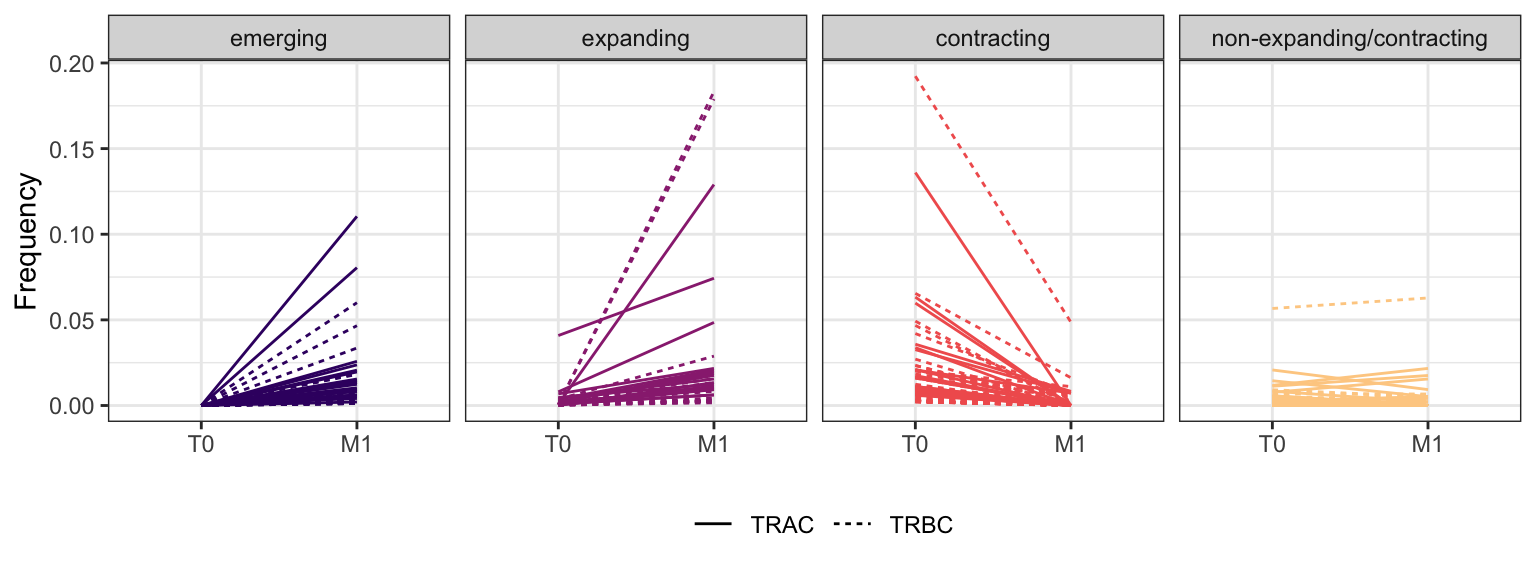 emerging expanding contracting non-expanding/contracting
Frequency
0.20
0.15
0.10
0.05
0.00
T0 M1 T0 M1 T0 M1 T0 M1
TRAC TRBC